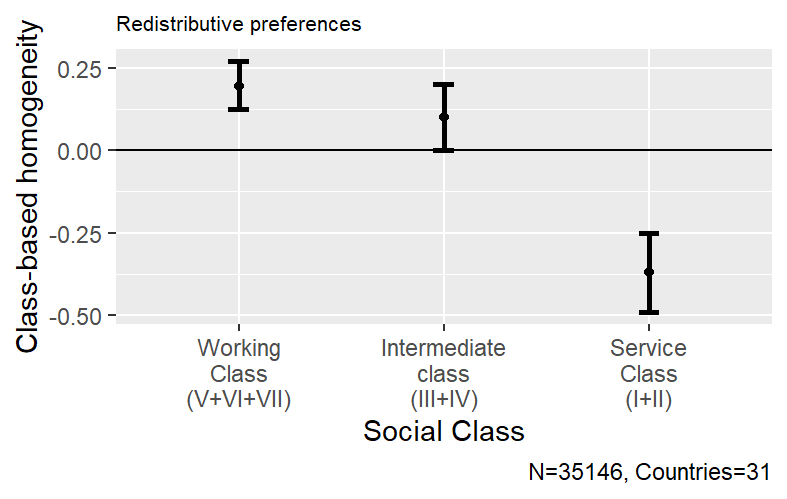 Redistributive preferences
Class-based homogeneity
0.25
0.00
-0.25
-0.50
Working
Class
(V+VI+VII)
Intermediate
class
(III+IV)
Service
Class
(I+II)
Social Class
N=35146, Countries=31